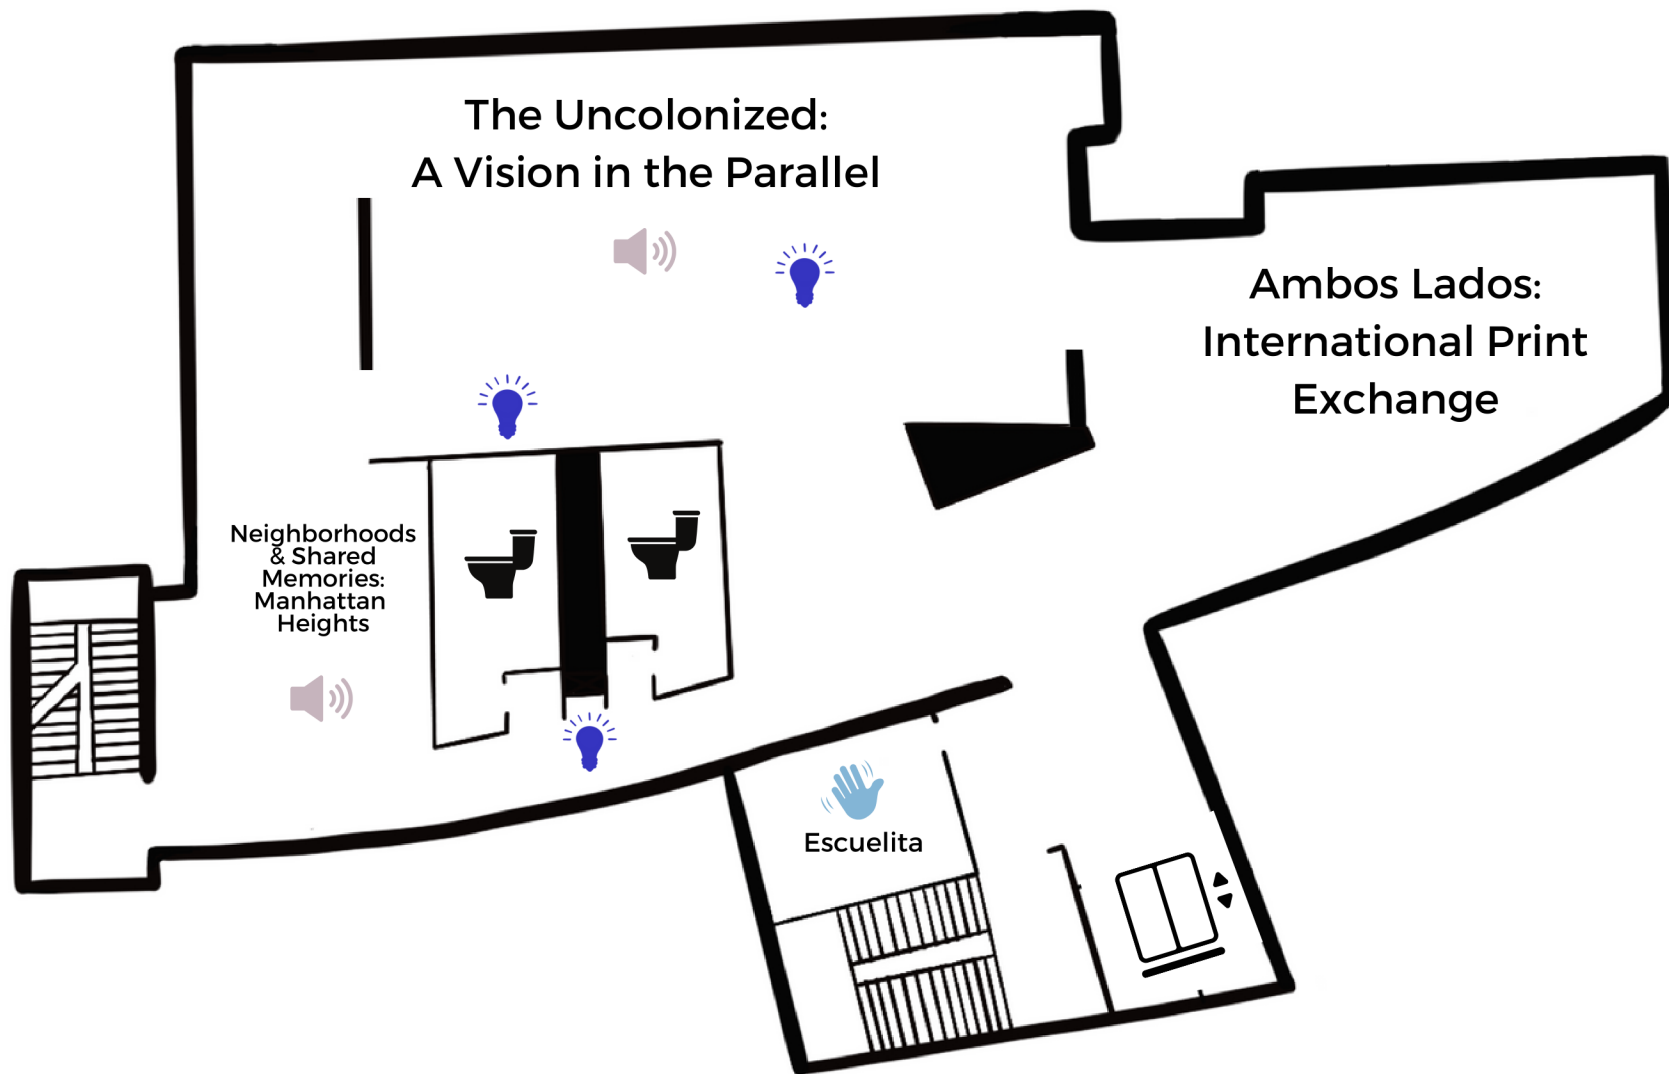 The Uncolonized:
A Vision in the Parallel
Ambos Lados:
International Print
Exchange
Neighborhoods
& Shared
Memories:
Manhattan
Heights
Escuelita